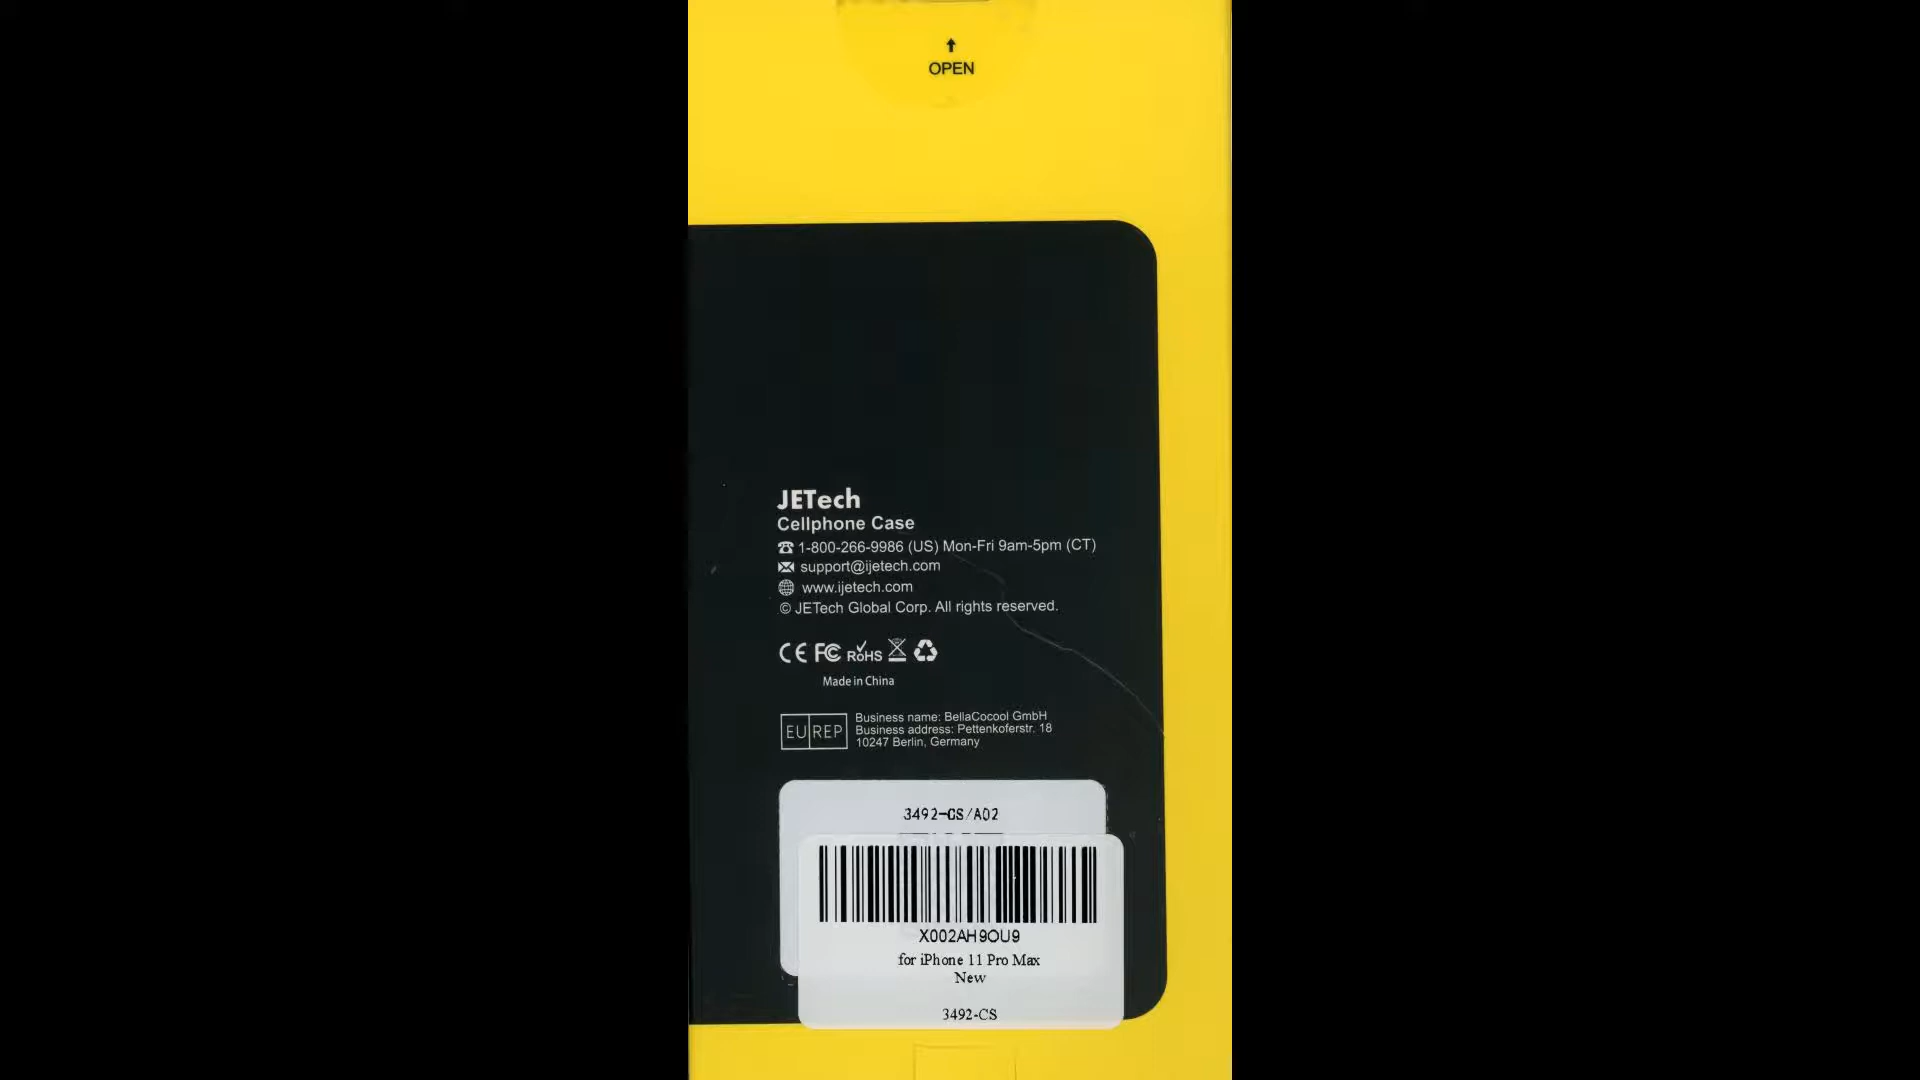 OPEN
JETech
Cellphone Case
1-800-266-9986 (US) Mon-Fri 9am-5pm (CT)
support@ijetech.com
www.ijetech.com
© JETech Global Corp. All rights reserved.
CE FC RoHS
Made in China
EU REP
Business name: BellaCocool GmbH
Business address: Pettenkoferstr. 18
10247 Berlin, Germany
3492-CS/A02
X002AH9OU9
for iPhone 11 Pro Max
New
3492-CS